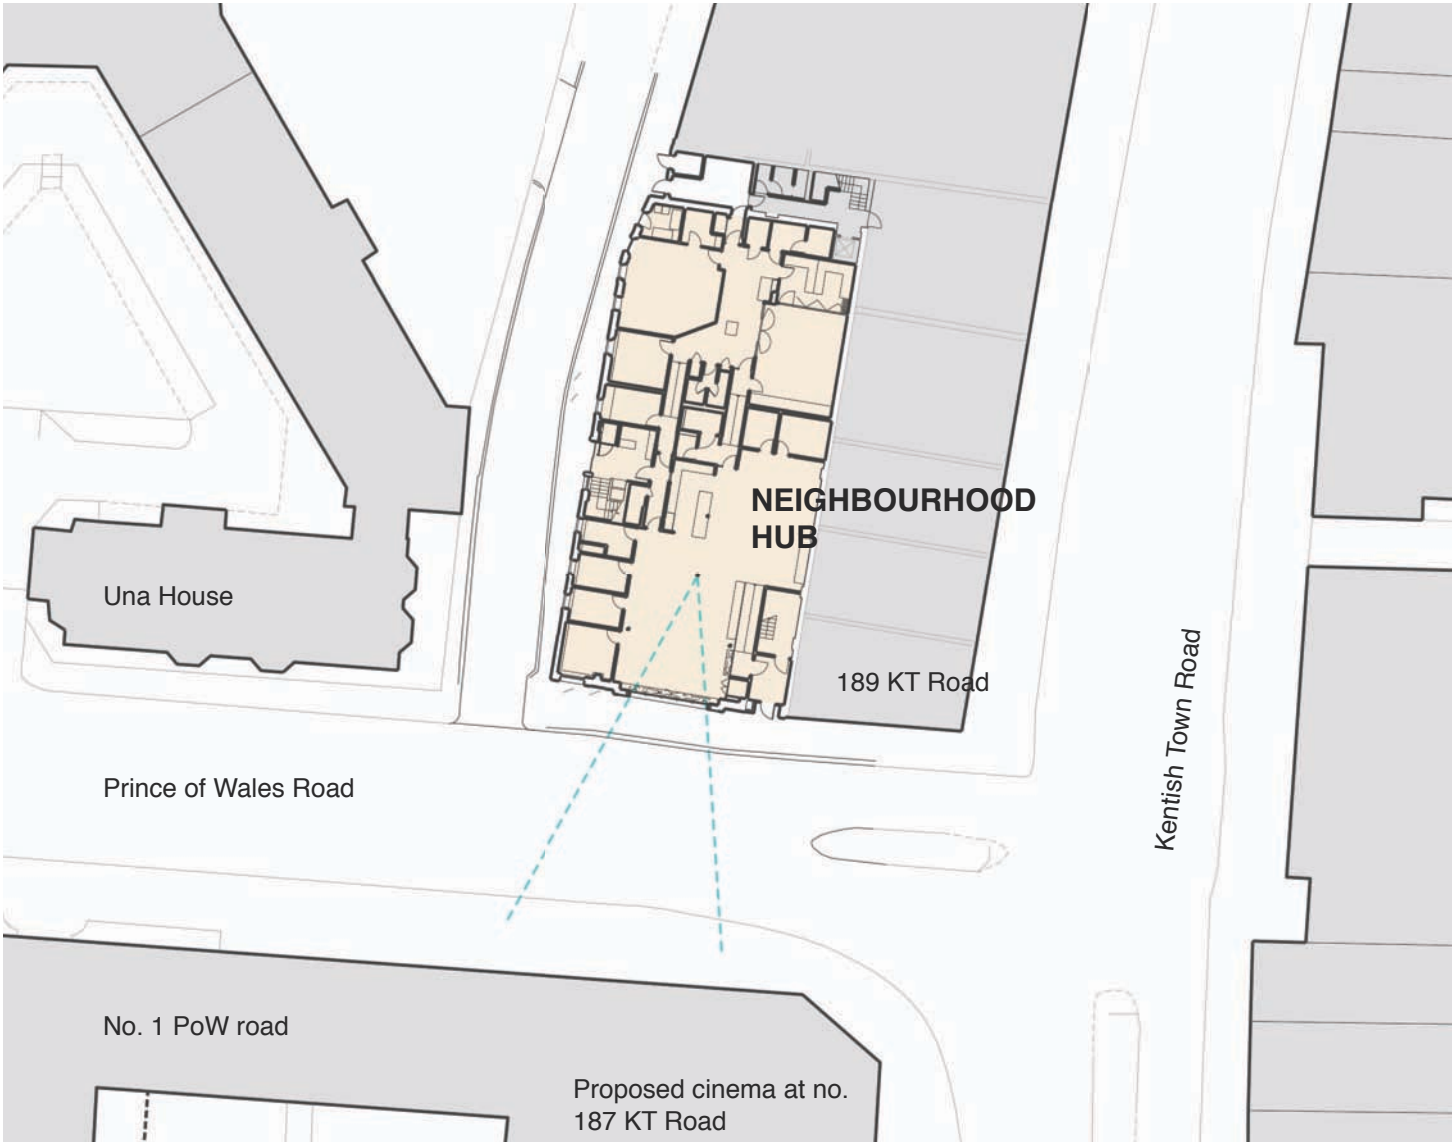 NEIGHBOURHOOD
HUB
Una House
189 KT Road
Kentish Town Road
Prince of Wales Road
No. 1 PoW road
Proposed cinema at no.
187 KT Road